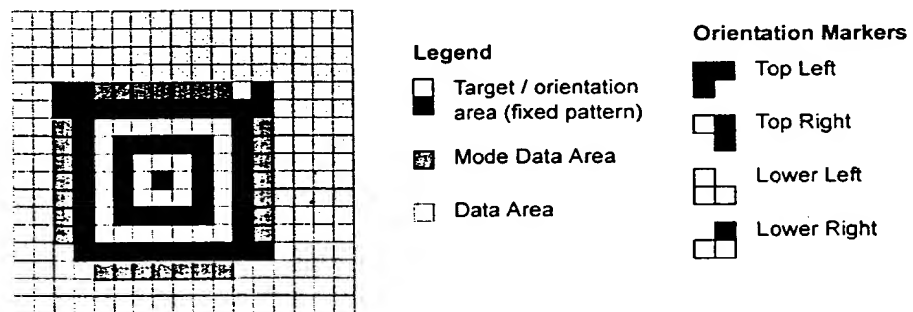 Legend
Target / orientation
area (fixed pattern)
Mode Data Area
Data Area
Orientation Markers
Top Left
Top Right
Lower Left
Lower Right